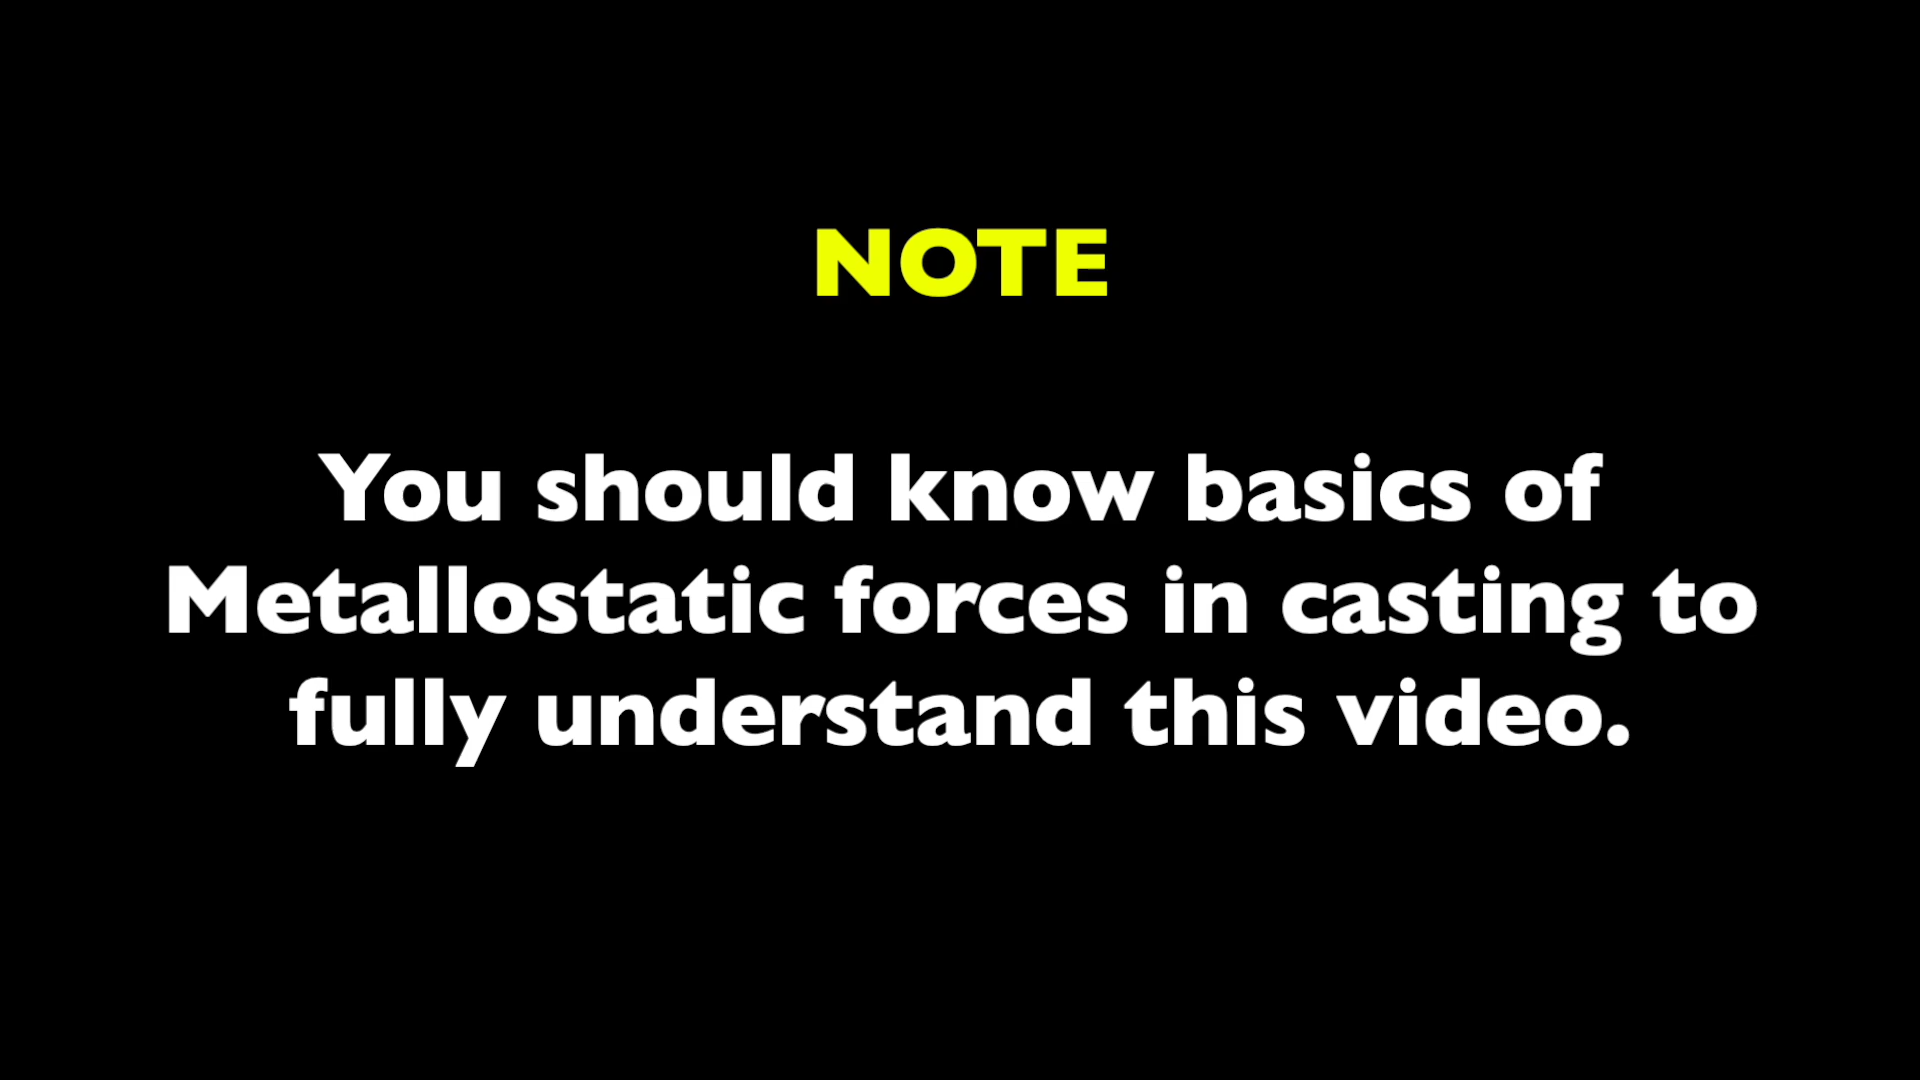 NOTE
You should know basics of
Metallostatic forces in casting to
fully understand this video.